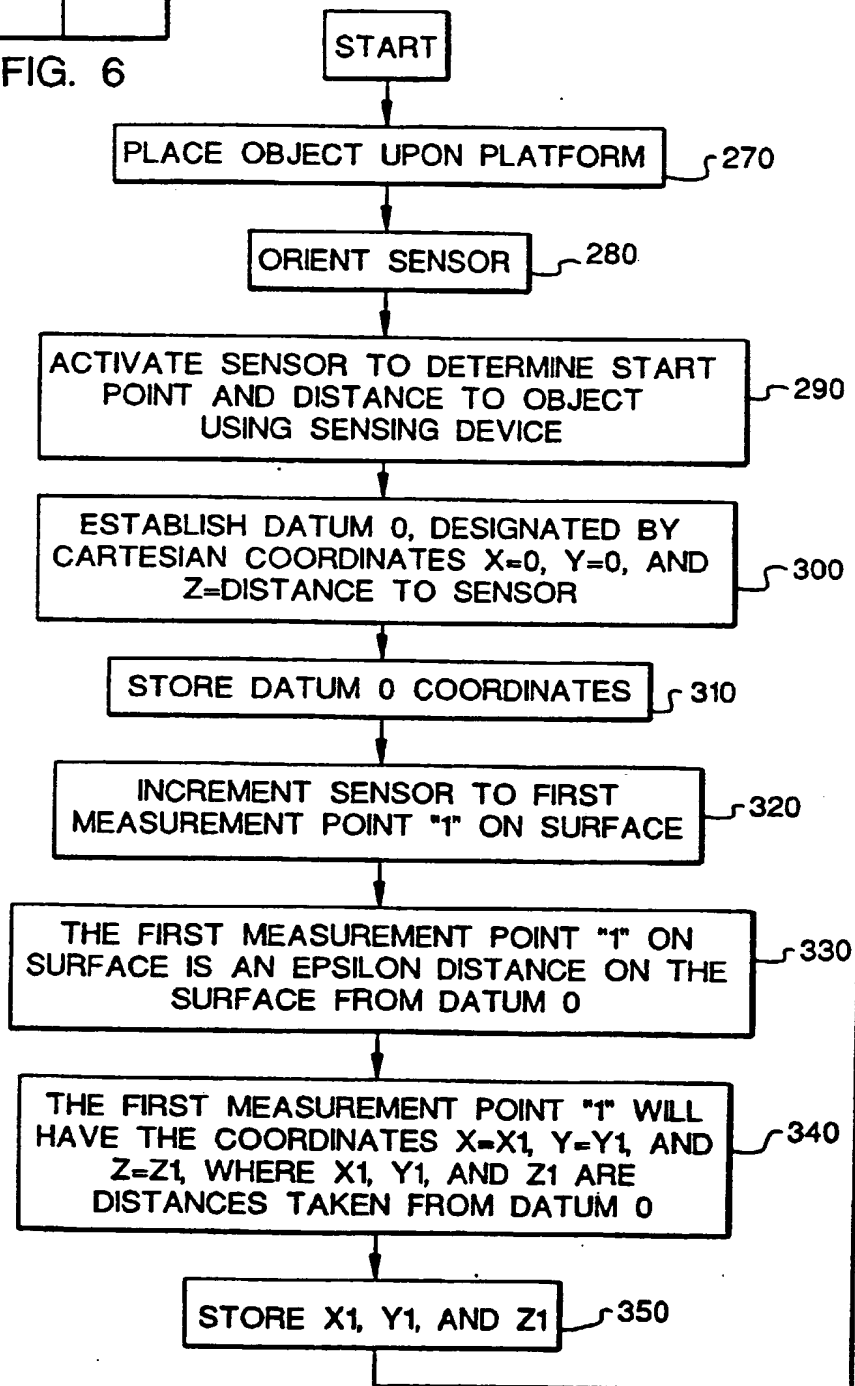 FIG. 6
START
PLACE OBJECT UPON PLATFORM
270
ORIENT SENSOR
280
ACTIVATE SENSOR TO DETERMINE START
POINT AND DISTANCE TO OBJECT
USING SENSING DEVICE
290
ESTABLISH DATUM 0, DESIGNATED BY
CARTESIAN COORDINATES X=0, Y=0, AND
Z=DISTANCE TO SENSOR
300
STORE DATUM 0 COORDINATES
310
INCREMENT SENSOR TO FIRST
MEASUREMENT POINT "1" ON SURFACE
320
THE FIRST MEASUREMENT POINT "1" ON
SURFACE IS AN EPSILON DISTANCE ON THE
SURFACE FROM DATUM 0
330
THE FIRST MEASUREMENT POINT "1" WILL
HAVE THE COORDINATES X=X1, Y=Y1, AND
Z=Z1, WHERE X1, Y1, AND Z1 ARE
DISTANCES TAKEN FROM DATUM 0
340
STORE X1, Y1, AND Z1
350